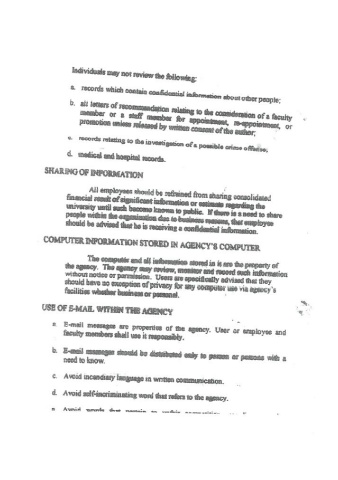 Individuals may not review the following:
a. records which contain confidential information about other people;
b. all letters of recommendation relating to the consideration of a faculty
member or a staff member for appointment, re-appointment, or
promotion unless released by written consent of the author;
c. records relating to the investigation of a possible crime offense;
d. medical and hospital records.
SHARING OF INFORMATION
All employees should be refrained from sharing consolidated
financial result of significant information or estimate regarding the
university until such become known to public. If there is a need to share
people within the organization due to business reasons, that employee
should be advised that he is receiving a confidential information.
COMPUTER INFORMATION STORED IN AGENCY'S COMPUTER
The computer and all information stored in it are the property of
the agency. The agency may review, monitor and record such information
without notice or permission. Users are specifically advised that they
should have no exception of privacy for any computer use via agency's
facilities whether business or personal.
USE OF E-MAIL WITHIN THE AGENCY
a. E-mail messages are properties of the agency. User or employee and
faculty members shall use it responsibly.
b. E-mail messages should be distributed only to person or persons with a
need to know.
c. Avoid incendiary language in written communication.
d. Avoid self-incriminating word that refers to the agency.
e. Avoid words that